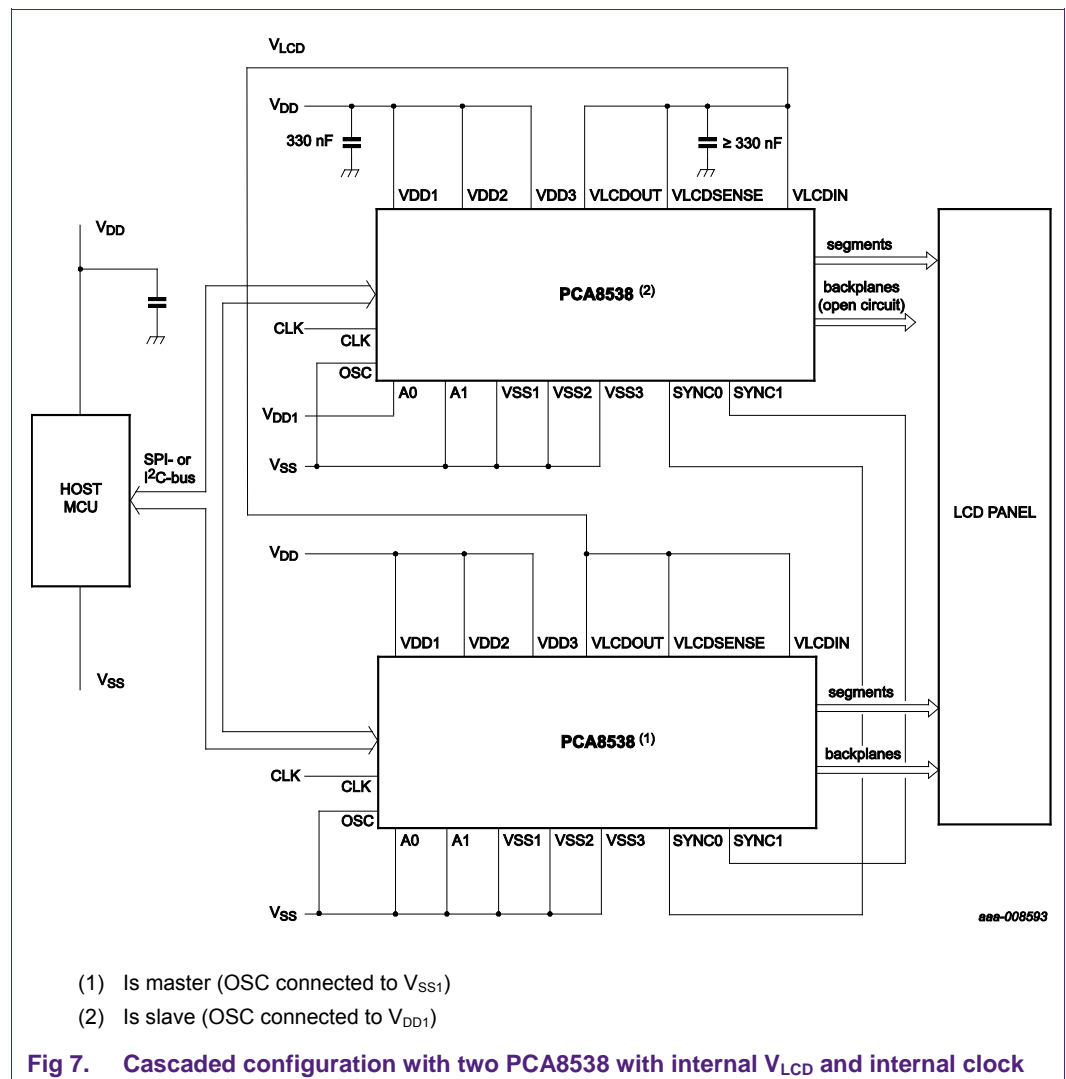 VLCD
VDD
330 nF
≥ 330 nF
VDD1 VDD2 VDD3 VLCDOUT VLCDSENSE VLCDIN
VDD
segments
backplanes
(open circuit)
PCA8538 (2)
CLK
CLK
OSC
A0 A1 VSS1 VSS2 VSS3 SYNC0 SYNC1
VDD1
VSS
SPI- or
I2C-bus
HOST
MCU
LCD PANEL
VDD
VDD1 VDD2 VDD3 VLCDOUT VLCDSENSE VLCDIN
VSS
segments
PCA8538 (1)
backplanes
CLK
CLK
OSC
A0 A1 VSS1 VSS2 VSS3 SYNC0 SYNC1
VSS
aaa-008593
(1) Is master (OSC connected to VSS1)
(2) Is slave (OSC connected to VDD1)
Fig 7. Cascaded configuration with two PCA8538 with internal VLCD and internal clock